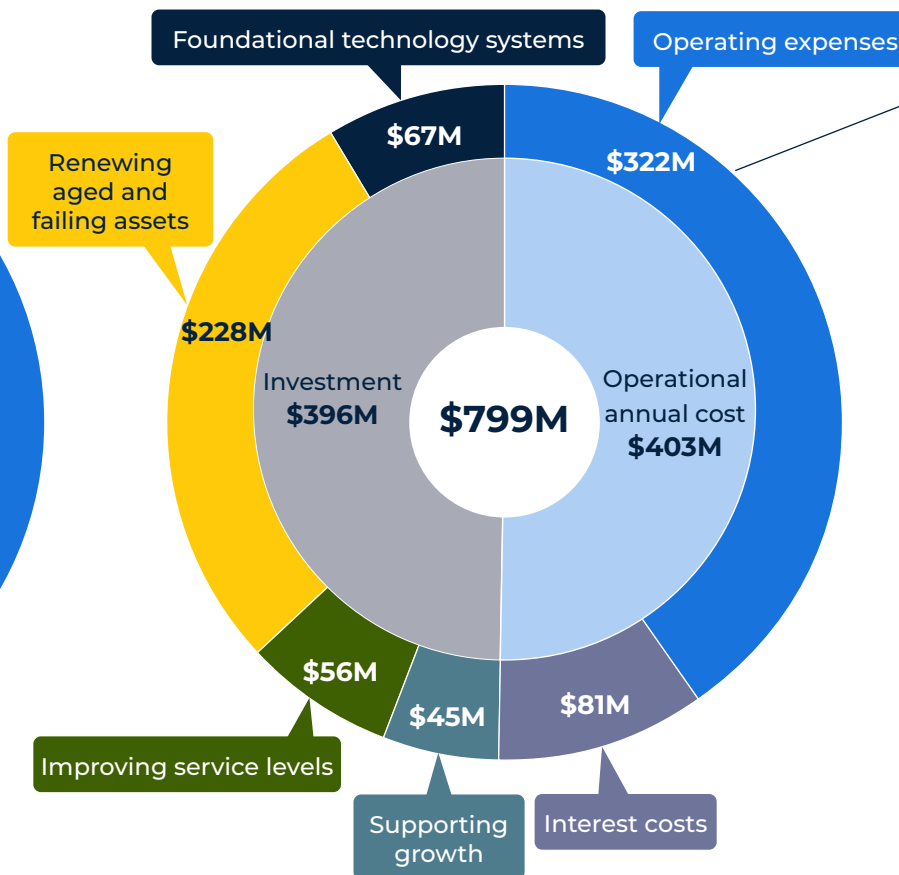 Foundational technology systems
Operating expenses
$67M
$322M
Renewing
aged and
failing assets
$228M
Investment
$396M
$799M
Operational
annual cost
$403M
$56M
$45M
$81M
Improving service levels
Supporting
growth
Interest costs